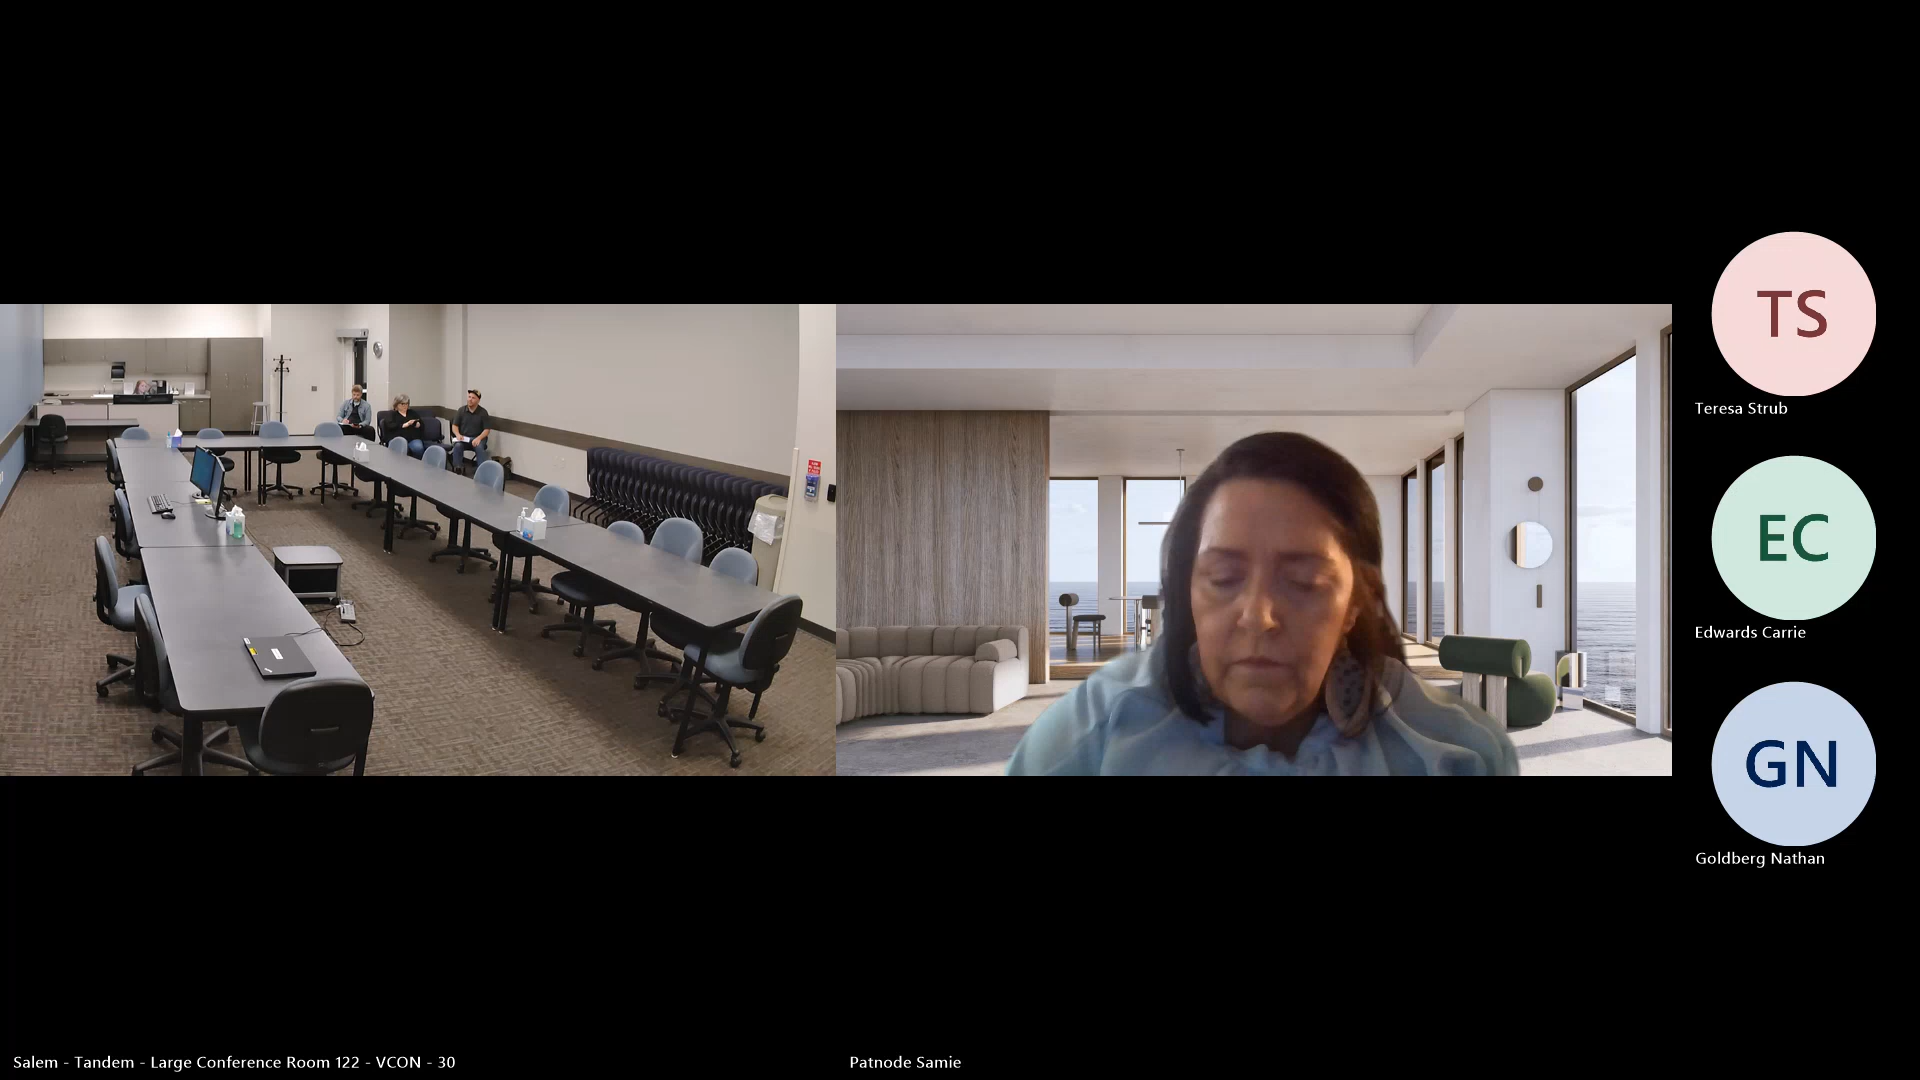 TS
Teresa Strub
EC
Edwards Carrie
GN
Goldberg Nathan
Salem - Tandem - Large Conference Room 122 - VCON - 30
Patnode Samie